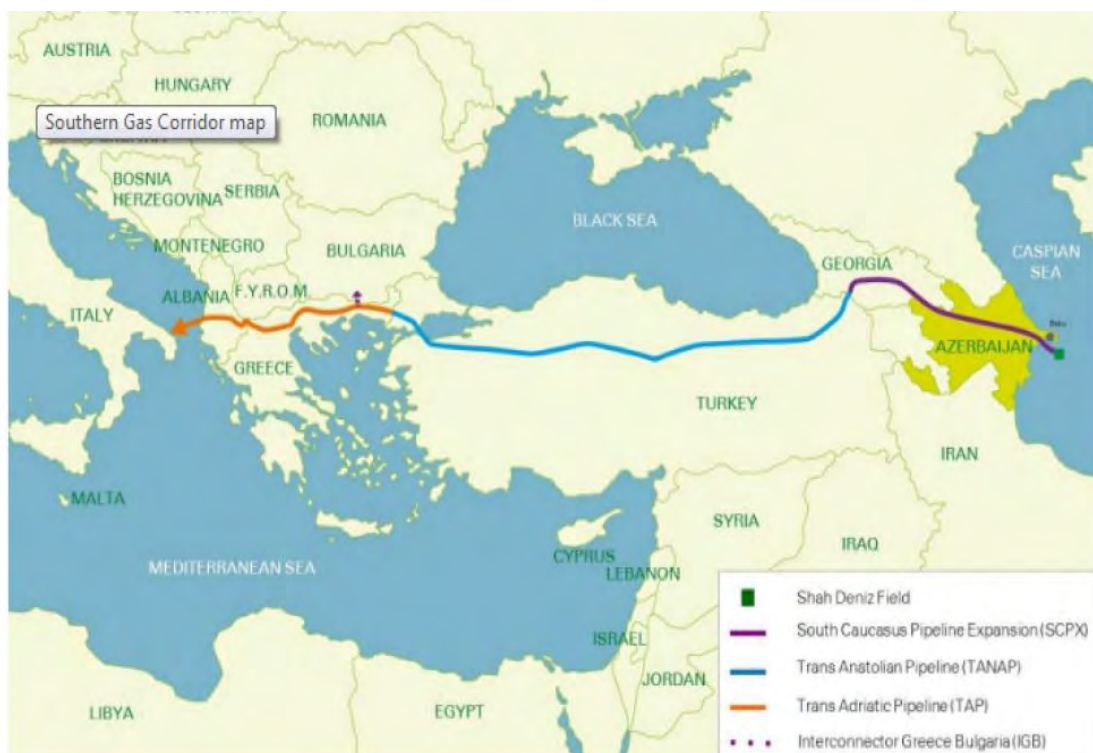 AUSTRIA
HUNGARY
Southern Gas Corridor map
ROMANIA
BOSNIA
HERZEGOVINA
SERBIA
BLACK SEA
MONTENEGRO
BULGARIA
GEORGIA
CASPIAN
SEA
ALBANIA
F.Y.R.O.M
ITALY
Baku
AZERBAIJAN
GREECE
TURKEY
IRAN
MALTA
SYRIA
IRAQ
CYPRUS
MEDITERRANEAN SEA
LEBANON
ISRAEL
JORDAN
LIBYA
EGYPT
Shah Deniz Field
South Caucasus Pipeline Expansion (SCPX)
Trans Anatolian Pipeline (TANAP)
Trans Adriatic Pipeline (TAP)
Interconnector Greece Bulgaria (IGB)